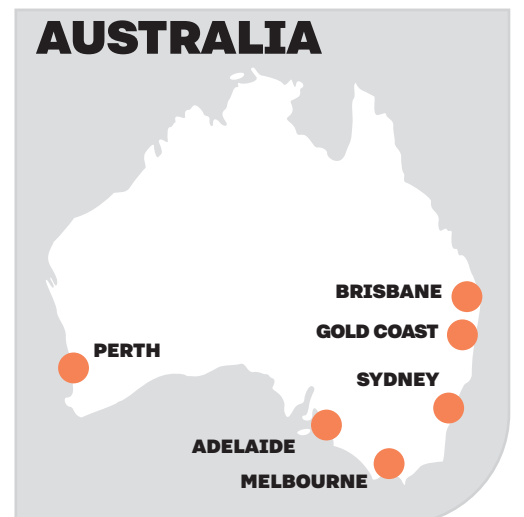 AUSTRALIA
BRISBANE
GOLD COAST
PERTH
SYDNEY
ADELAIDE
MELBOURNE